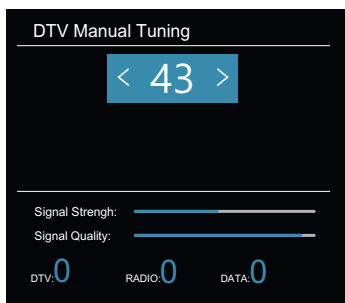 DTV Manual Tuning
< 43 >
Signal Strengh:
Signal Quality:
DTV:0 RADIO:0 DATA:0